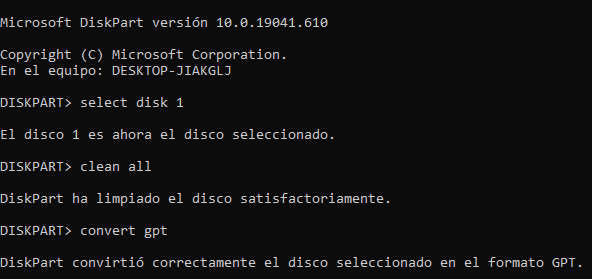 Microsoft DiskPart versión 10.0.19041.610
Copyright (C) Microsoft Corporation.
En el equipo: DESKTOP-JIAKGLJ
DISKPART> select disk 1
El disco 1 es ahora el disco seleccionado.
DISKPART> clean all
DiskPart ha limpiado el disco satisfactoriamente.
DISKPART> convert gpt
DiskPart convirtió correctamente el disco seleccionado en el formato GPT.